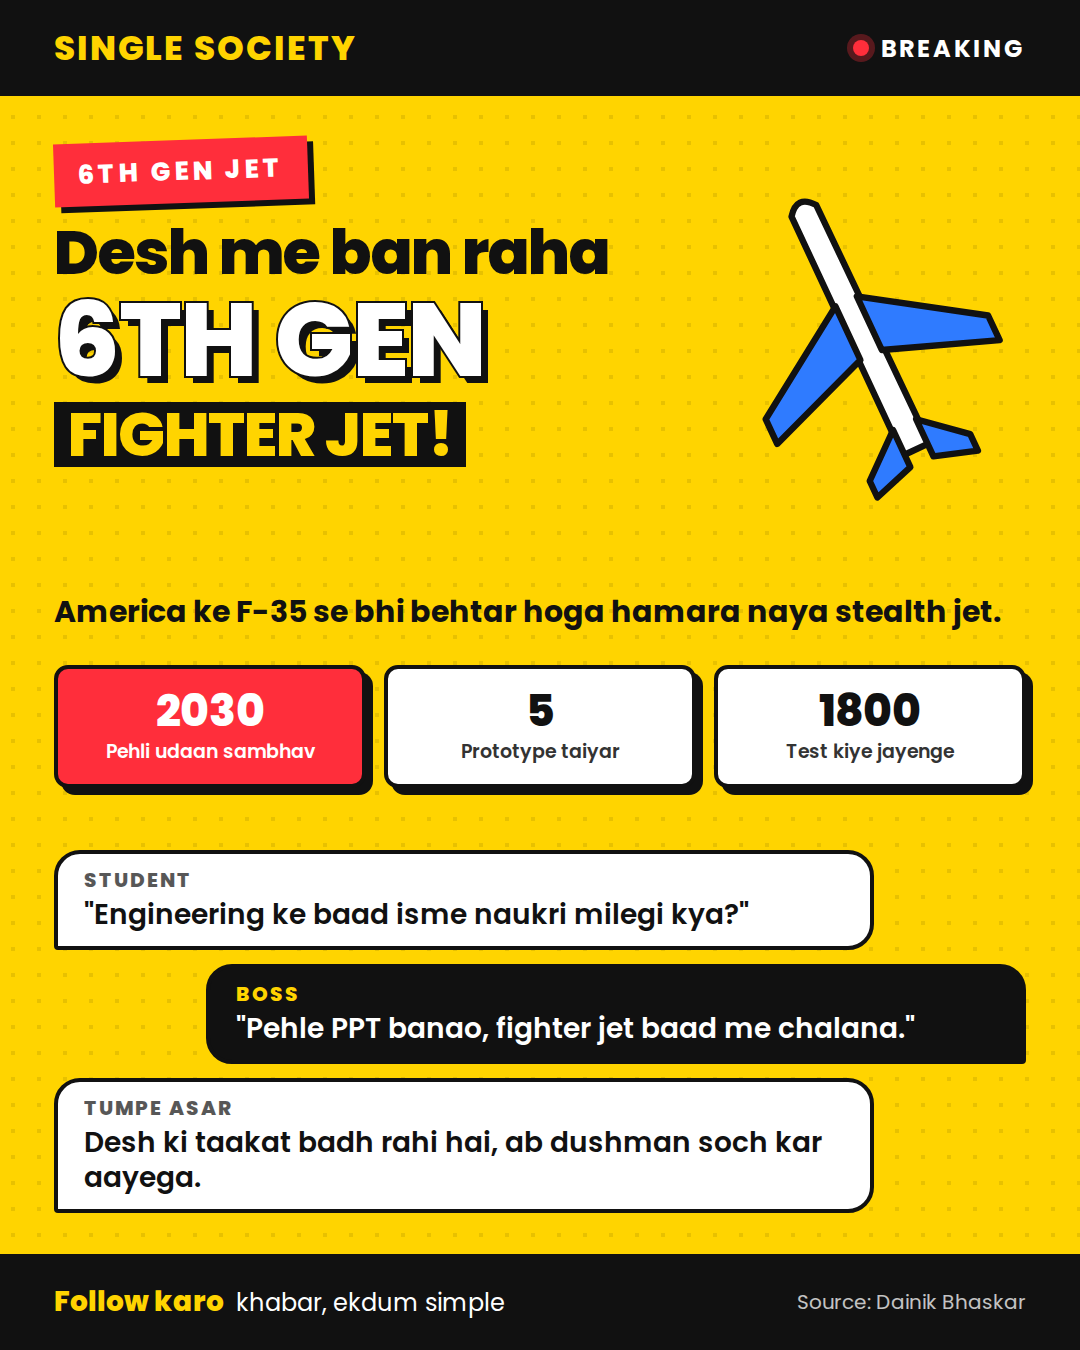 SINGLE SOCIETY
BREAKING
6TH GEN JET
Desh me ban raha
6TH GEN
FIGHTER JET!
America ke F-35 se bhi behtar hoga hamara naya stealth jet.
2030
Pehli udaan sambhav
5
Prototype taiyar
1800
Test kiye jayenge
STUDENT
"Engineering ke baad isme naukri milegi kya?"
BOSS
"Pehle PPT banao, fighter jet baad me chalana."
TUMPE ASAR
Desh ki taakat badh rahi hai, ab dushman soch kar
aayega.
Follow karo khabar, ekdum simple
Source: Dainik Bhaskar